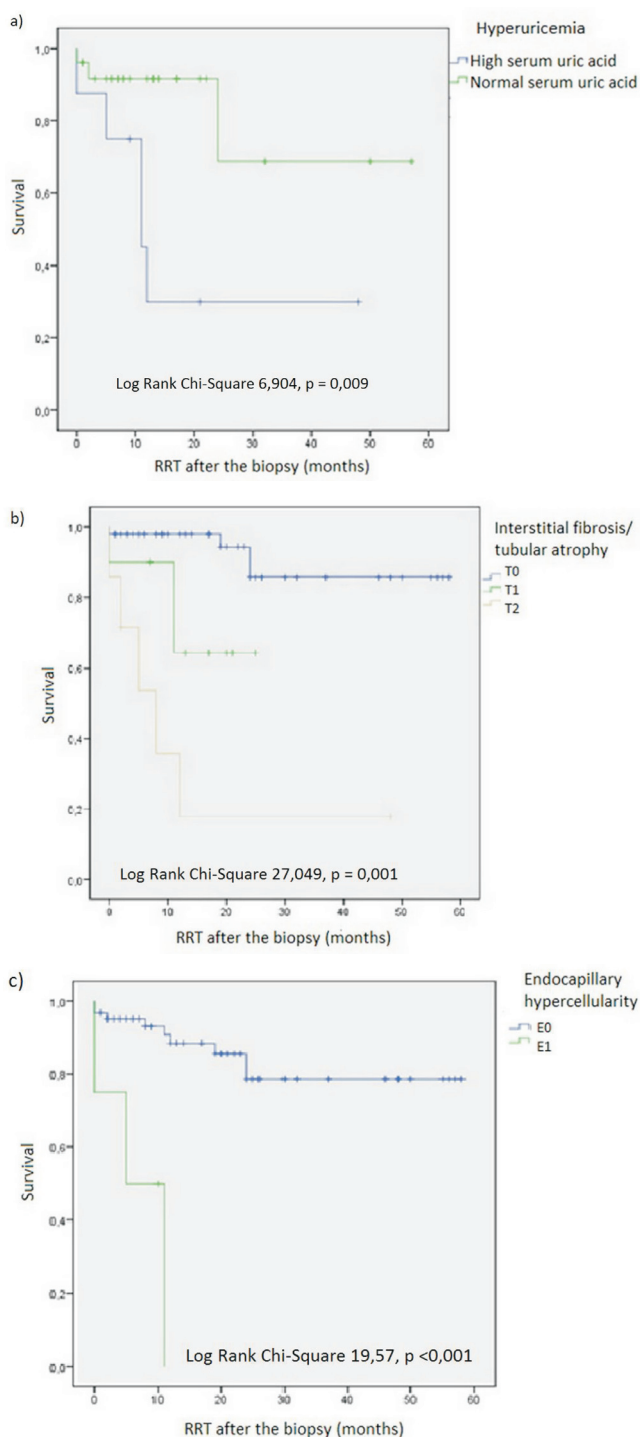 a)
Hyperuricemia
High serum uric acid
Normal serum uric acid
1,0
0,8
0,6
0,4
0,2
0,0
Survival
Log Rank Chi-Square 6,904, p = 0,009
0 10 20 30 40 50 60
RRT after the biopsy (months)
b)
Interstitial fibrosis/
tubular atrophy
T0
T1
T2
1,0
0,8
0,6
0,4
0,2
0,0
Survival
Log Rank Chi-Square 27,049, p = 0,001
0 10 20 30 40 50 60
RRT after the biopsy (months)
c)
Endocapillary
hypercellularity
E0
E1
1,0
0,8
0,6
0,4
0,2
0,0
Survival
Log Rank Chi-Square 19,57, p <0,001
0 10 20 30 40 50 60
RRT after the biopsy (months)